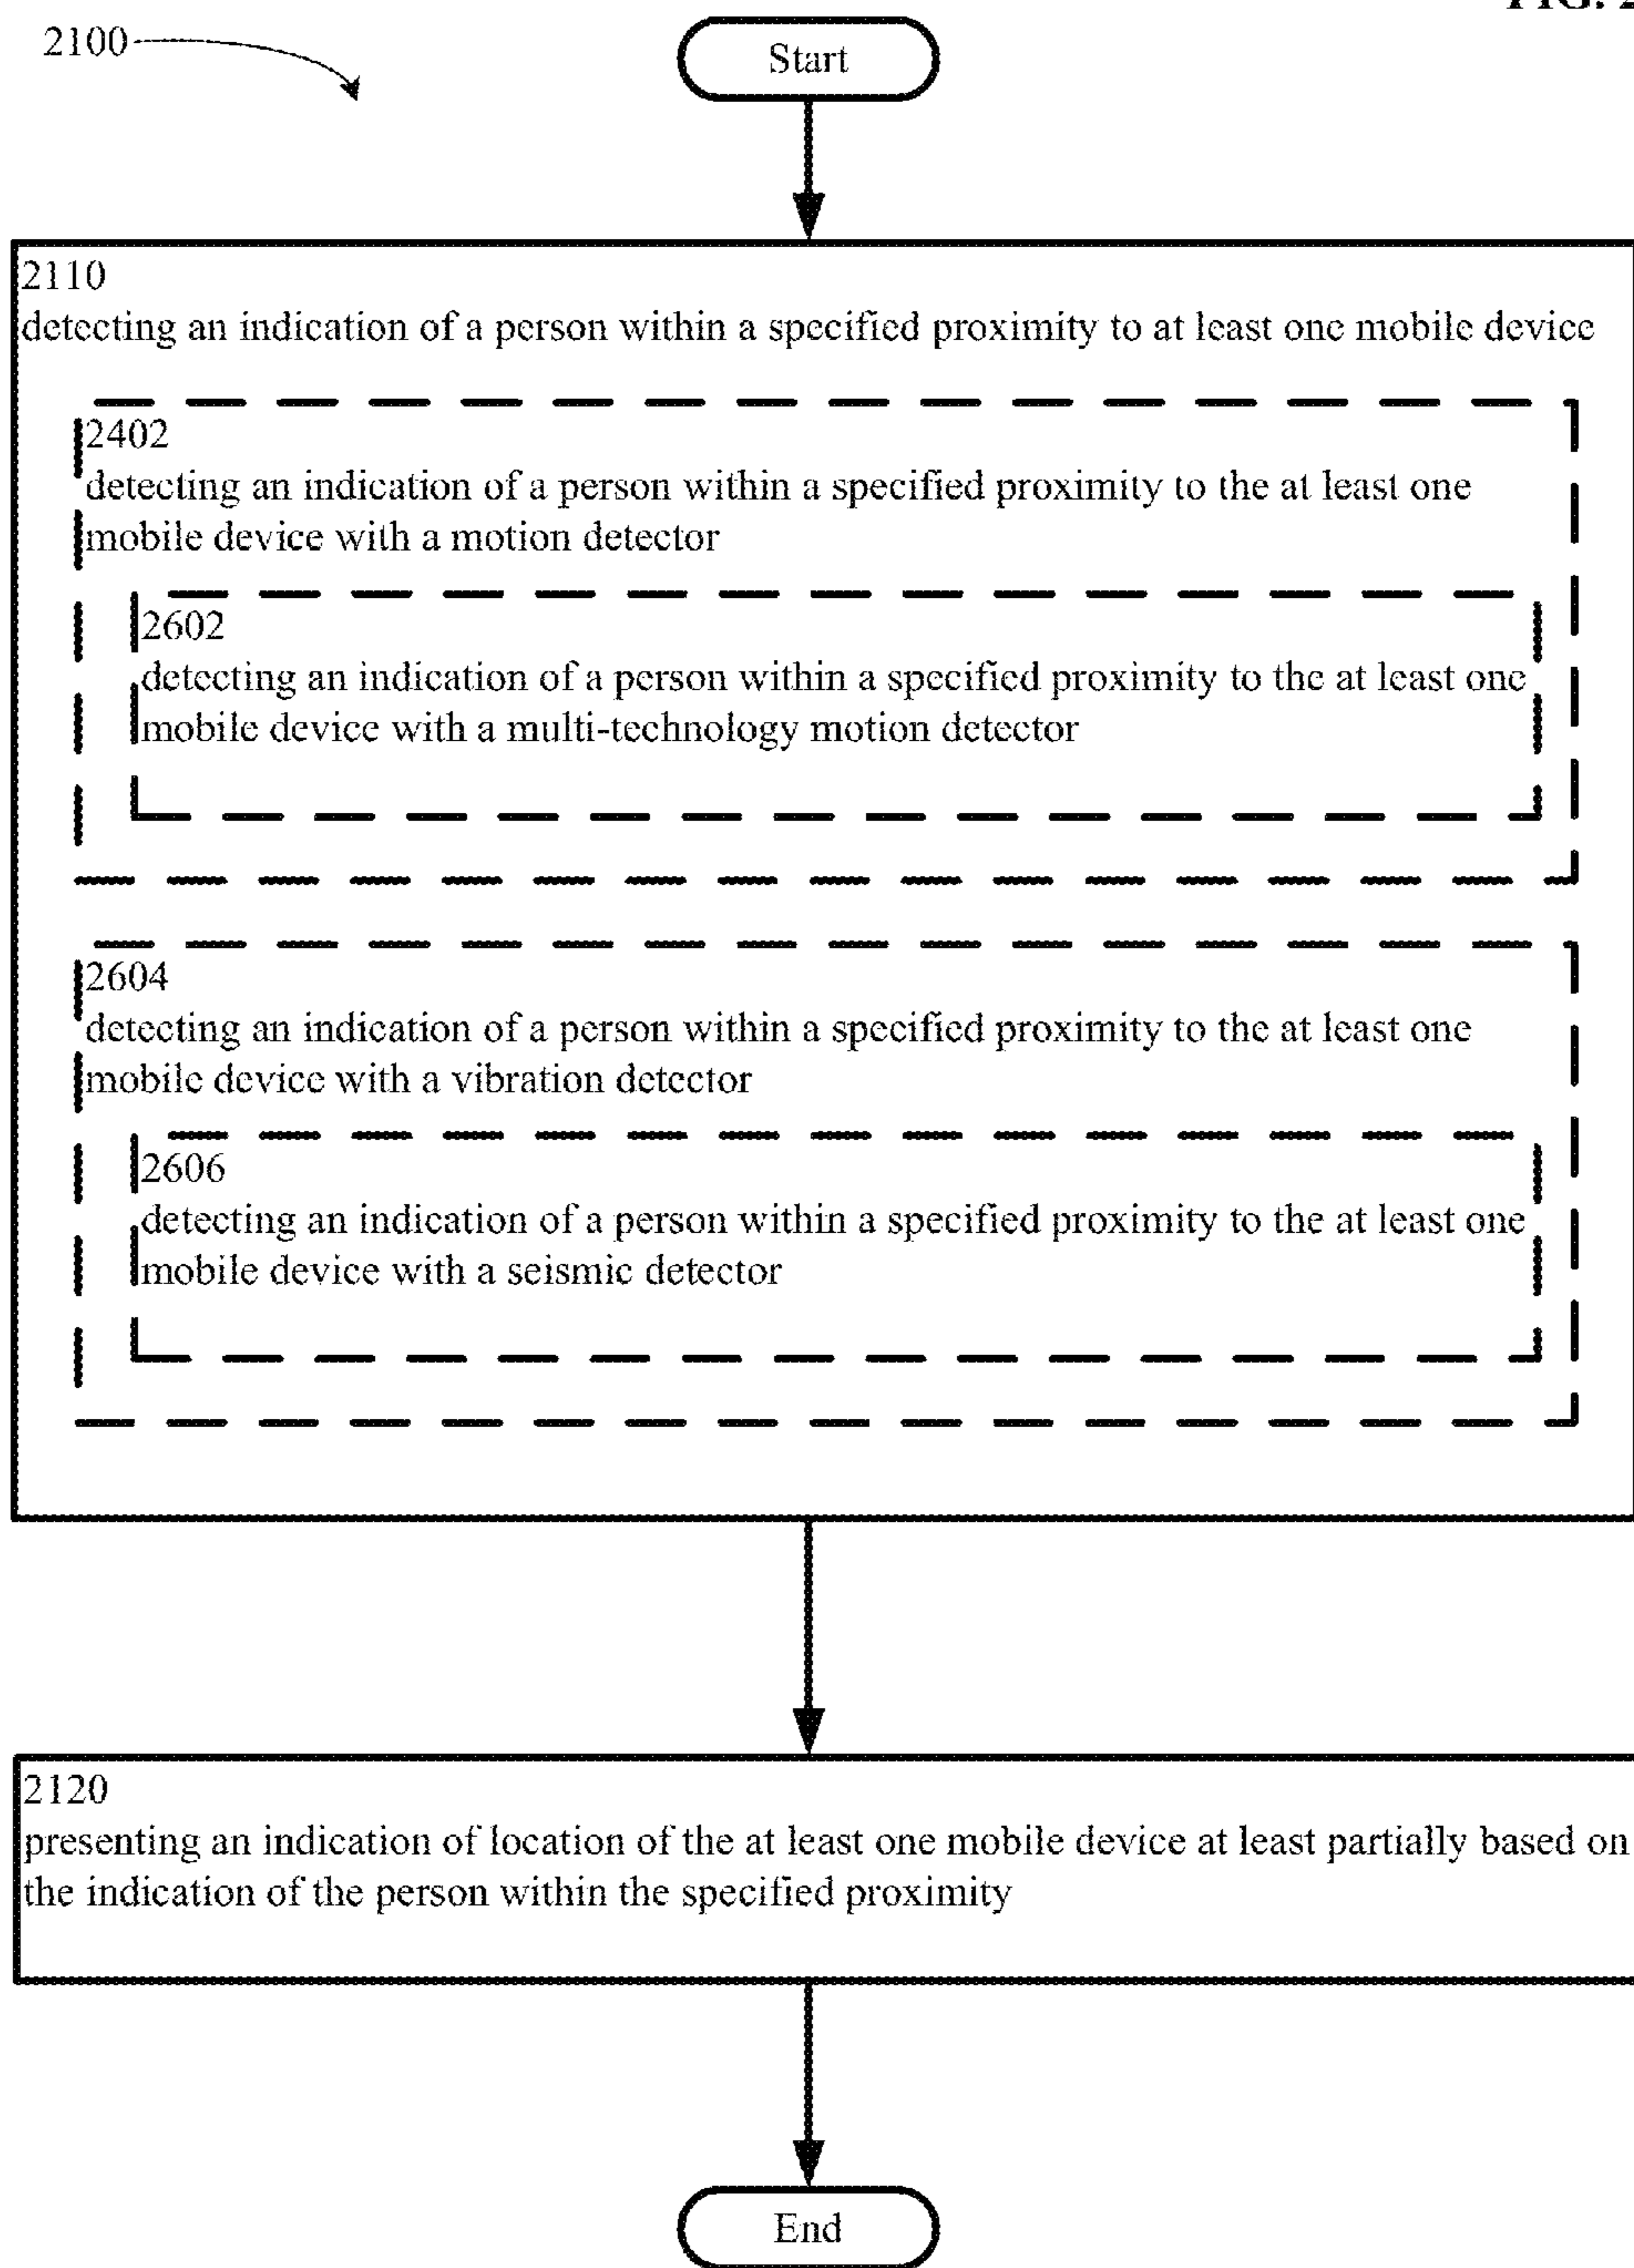 2100
Start
2110
detecting an indication of a person within a specified proximity to at least one mobile device
2402
detecting an indication of a person within a specified proximity to the at least one
mobile device with a motion detector
2602
detecting an indication of a person within a specified proximity to the at least one
mobile device with a multi-technology motion detector
2604
detecting an indication of a person within a specified proximity to the at least one
mobile device with a vibration detector
2606
detecting an indication of a person within a specified proximity to the at least one
mobile device with a seismic detector
2120
presenting an indication of location of the at least one mobile device at least partially based on
the indication of the person within the specified proximity
End